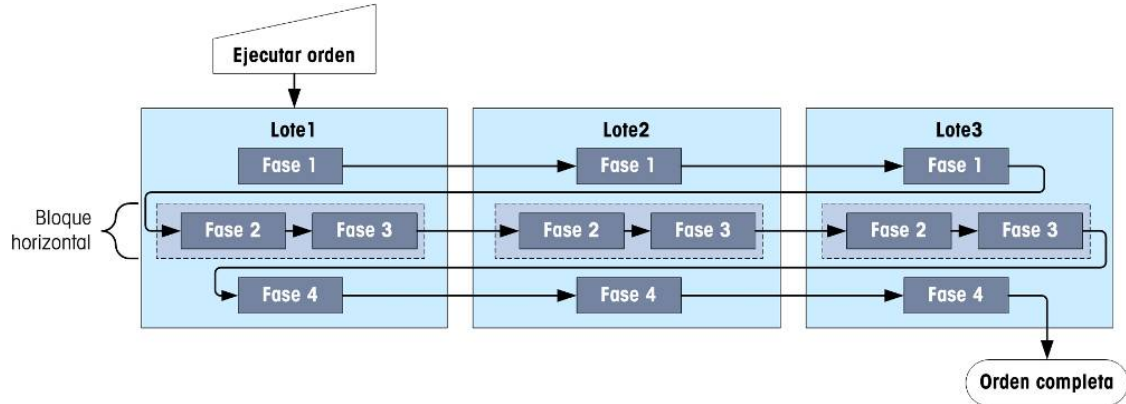 Ejecutar orden
Lote1
Lote2
Lote3
Fase 1
Fase 1
Fase 1
Bloque
horizontal
Fase 2
Fase 3
Fase 2
Fase 3
Fase 2
Fase 3
Fase 4
Fase 4
Fase 4
Orden completa